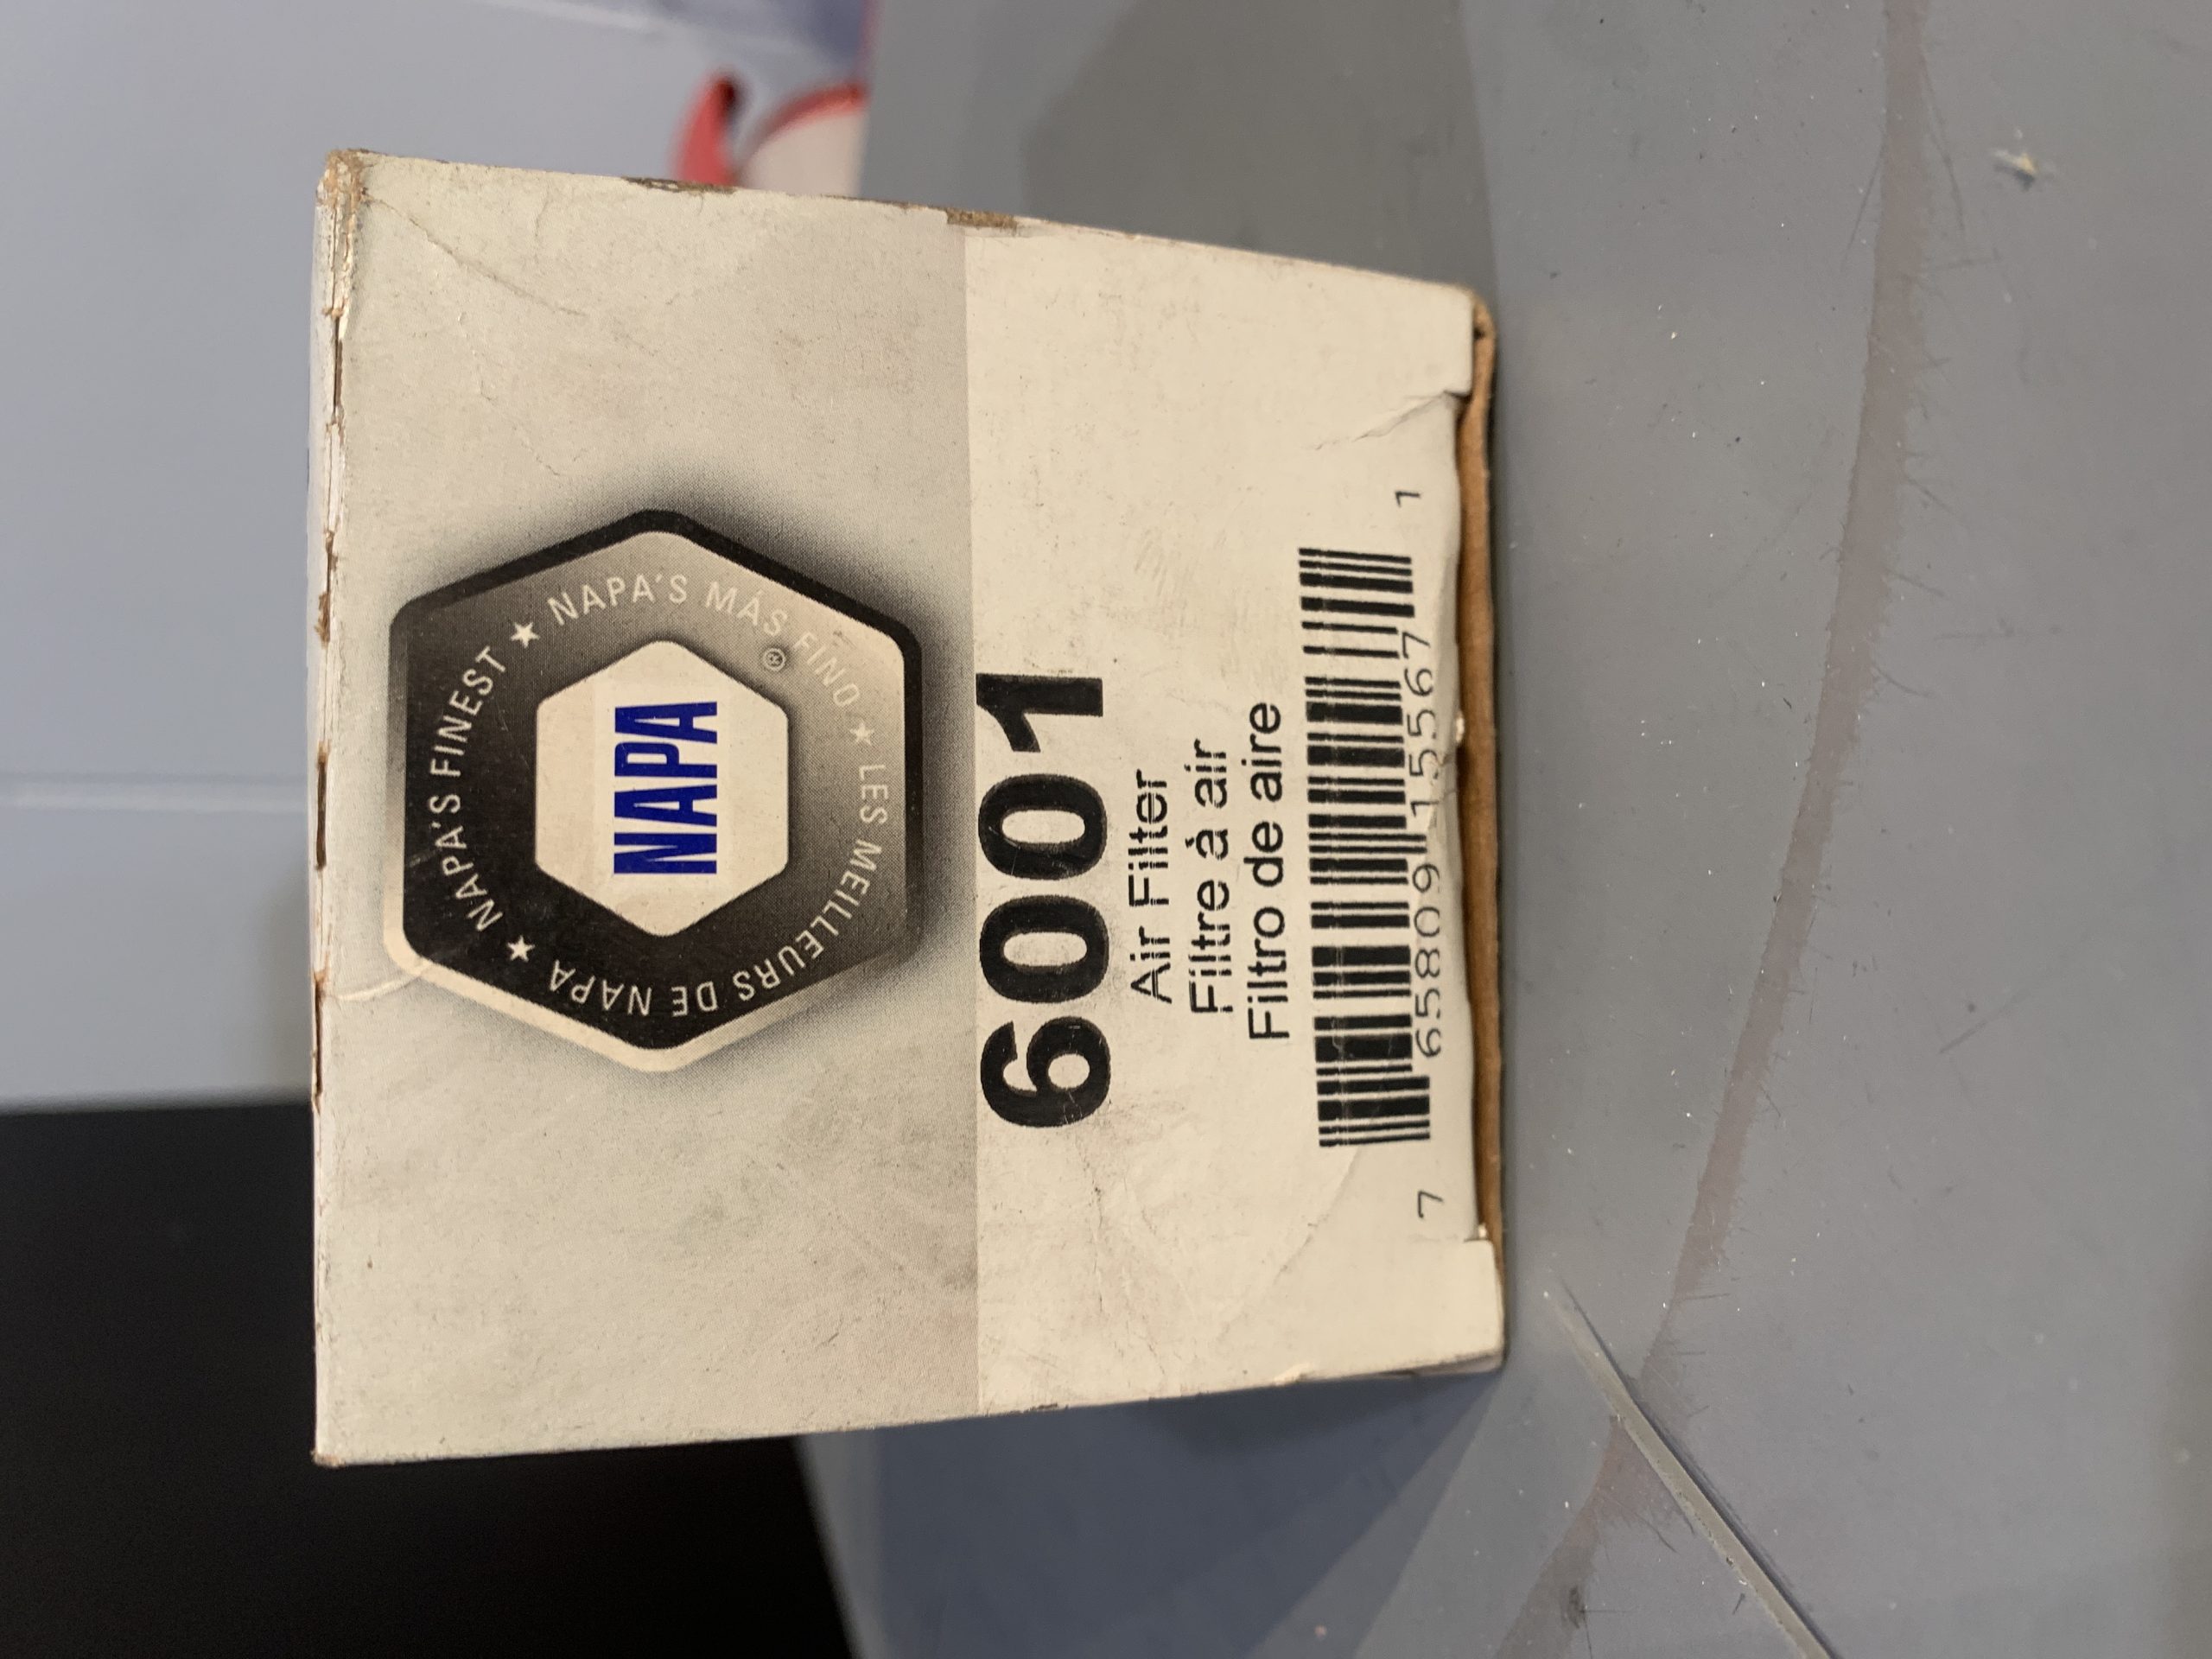 NAPA'S FINEST ★ NAPA'S MÁS FINO ★ LES MEILLEURS DE NAPA ★
NAPA
®
6001
Air Filter
Filtre à air
Filtro de aire
7 65809 15567 1